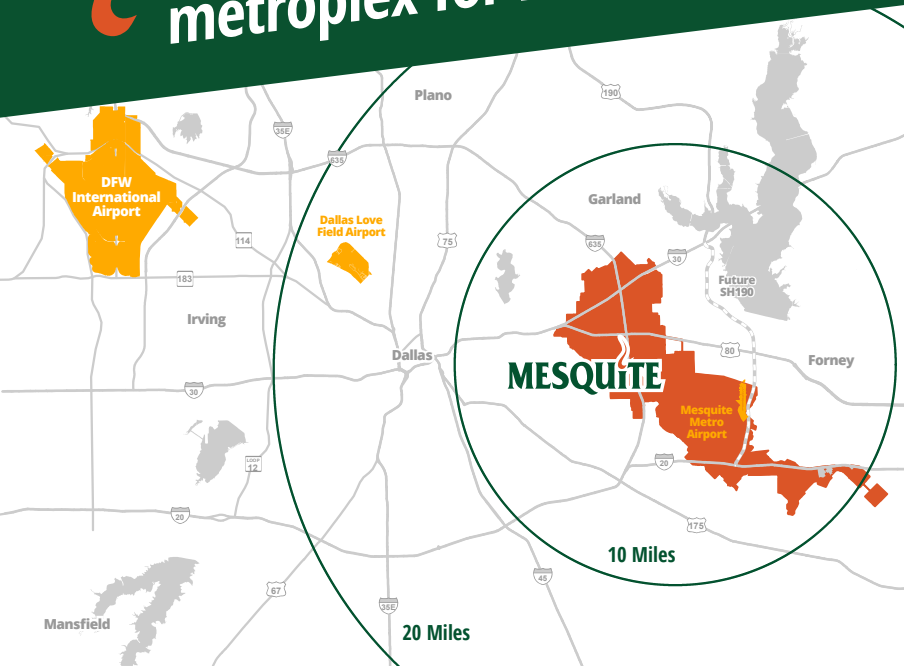 metroplex for
Plano
190
35E
635
DFW
International
Airport
Garland
Dallas Love
Field Airport
114
75
635
30
183
Future
SH190
Irving
Dallas
80
Forney
MESQUiTE
30
Mesquite
Metro
Airport
LOOP
12
20
20
175
10 Miles
45
67
35E
Mansfield
20 Miles